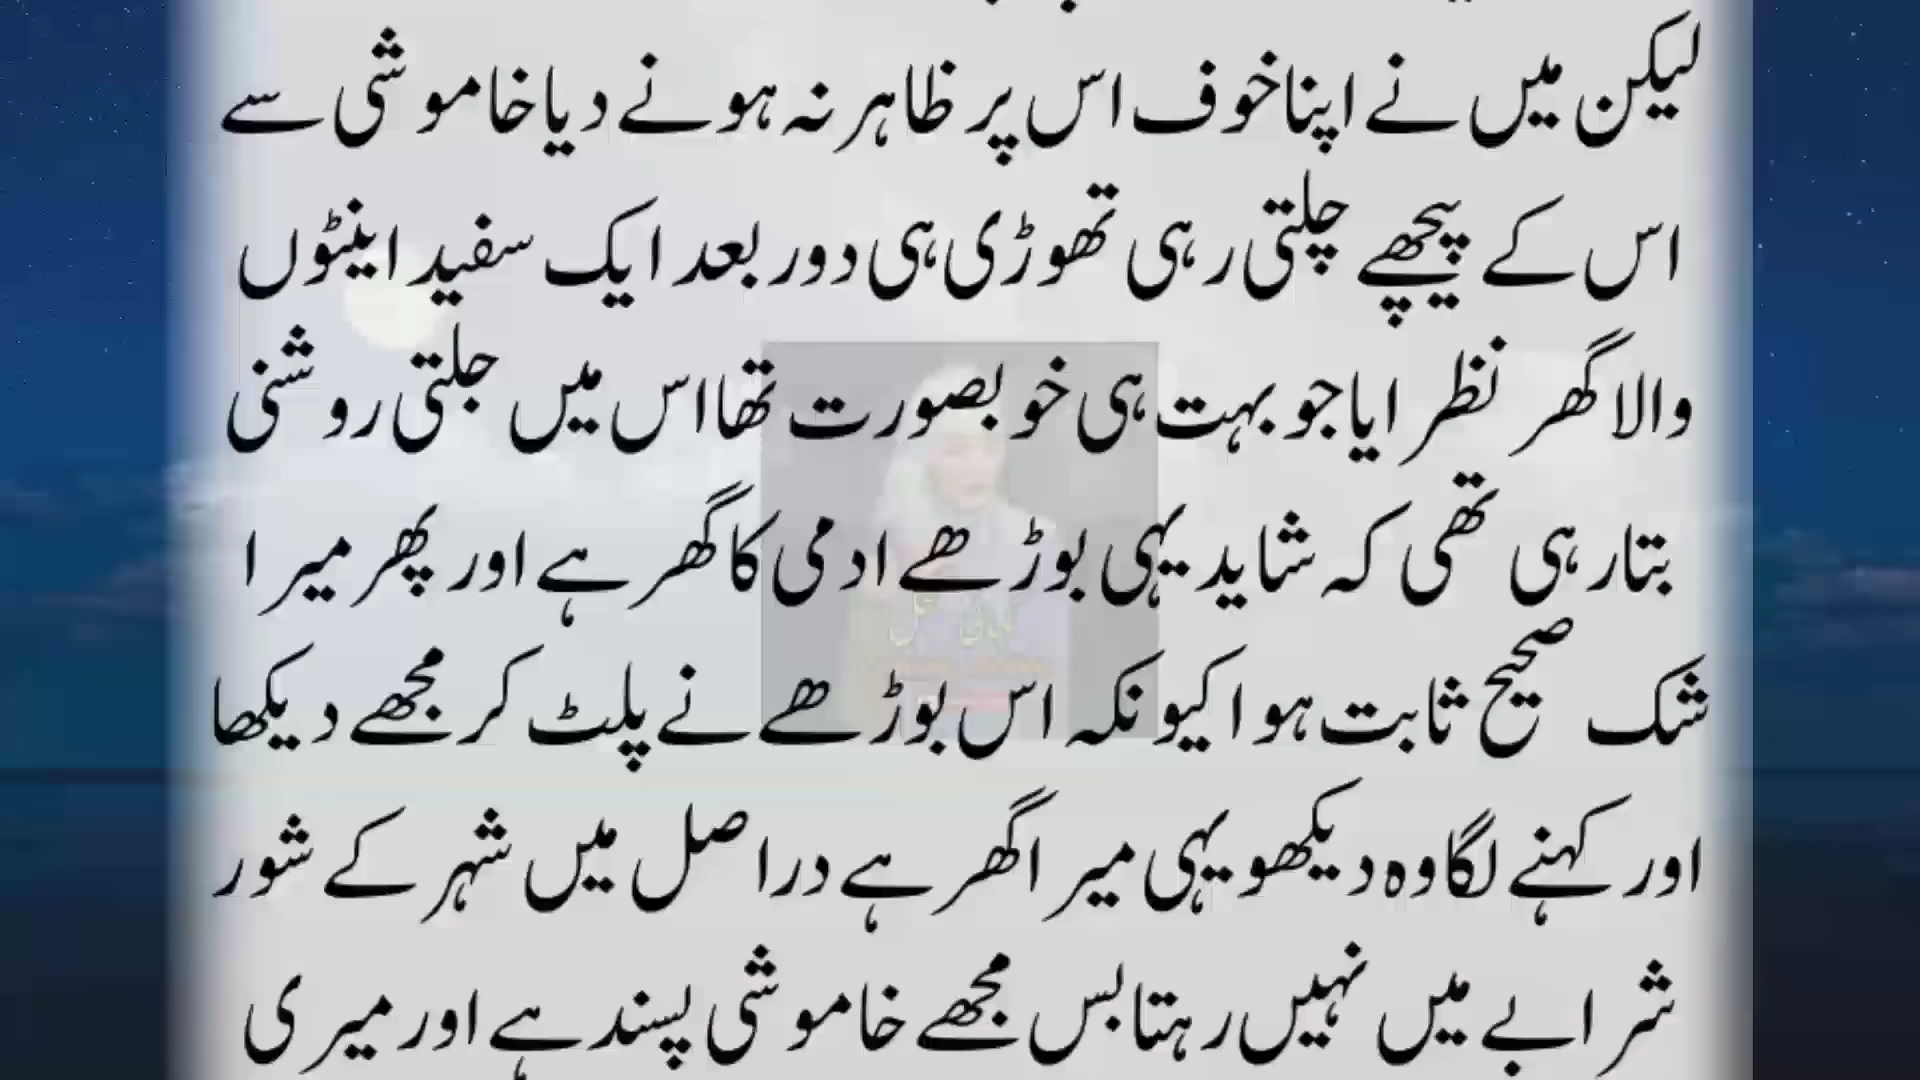 لیکن میں نے اپنا خوف اس پر ظاہر نہ ہونے دیا خاموشی سے
اس کے پیچھے چلتی رہی تھوڑی ہی دور بعد ایک سفید اینٹوں
والا گھر نظر ایا جو بہت ہی خوبصورت تھا اس میں جلتی روشنی
بتا رہی تھی کہ شاید یہی بوڑھے ادمی کا گھر ہے اور پھر میرا
شک صحیح ثابت ہوا کیونکہ اس بوڑھے نے پلٹ کر مجھے دیکھا
اور کہنے لگا وہ دیکھو یہی میرا گھر ہے دراصل میں شہر کے شور
شرابے میں نہیں رہتا بس مجھے خاموشی پسند ہے اور میری